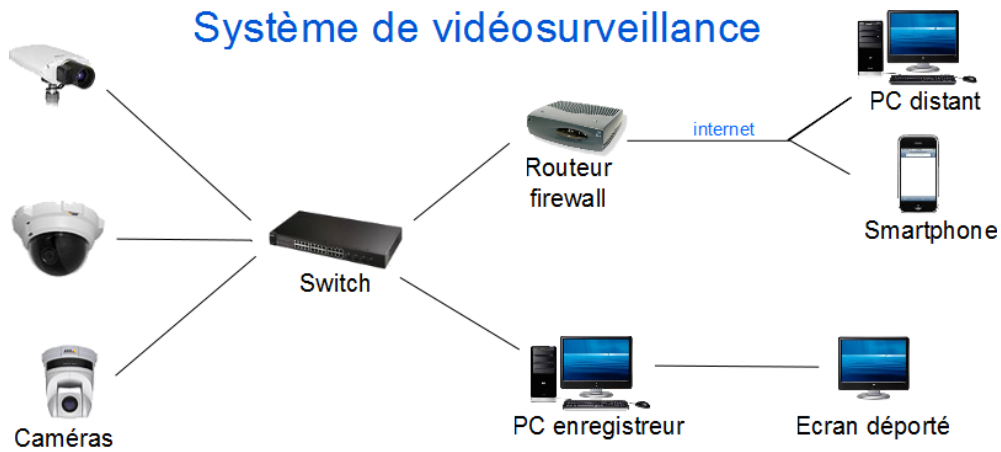 Système de vidéosurveillance
PC distant
internet
Routeur
firewall
Smartphone
Switch
PC enregistreur
Ecran déporté
Caméras